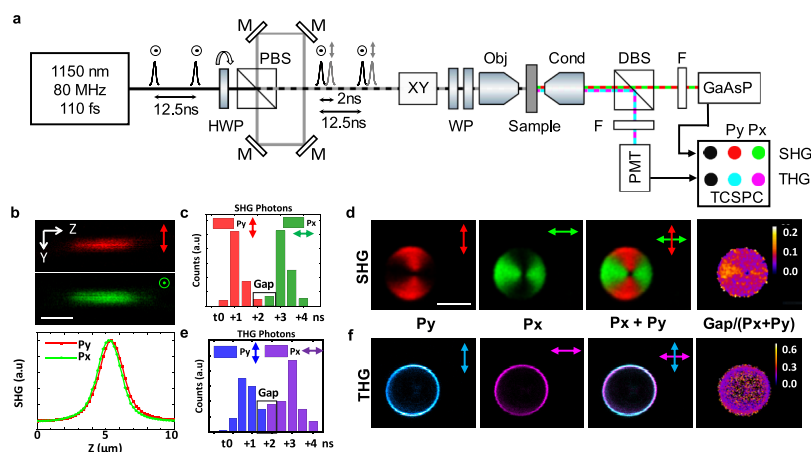 a
1150 nm
80 MHz
110 fs
12.5ns
HWP
PBS
M
M
M
M
2ns
12.5ns
XY
WP
Obj
Sample
Cond
DBS
F
F
GaAsP
PMT
Py Px
SHG
THG
TCSPC
b
Z
Y
Py
Px
SHG (a.u)
0 5 10
Z (µm)
c
SHG Photons
Py
Px
Gap
Counts (a.u)
t0 +1 +2 +3 +4 ns
e
THG Photons
Py
Px
Gap
Counts (a.u)
t0 +1 +2 +3 +4 ns
d
SHG
0.2
0.1
0.0
Py
Px
Px + Py
Gap/(Px+Py)
f
THG
0.6
0.3
0.0